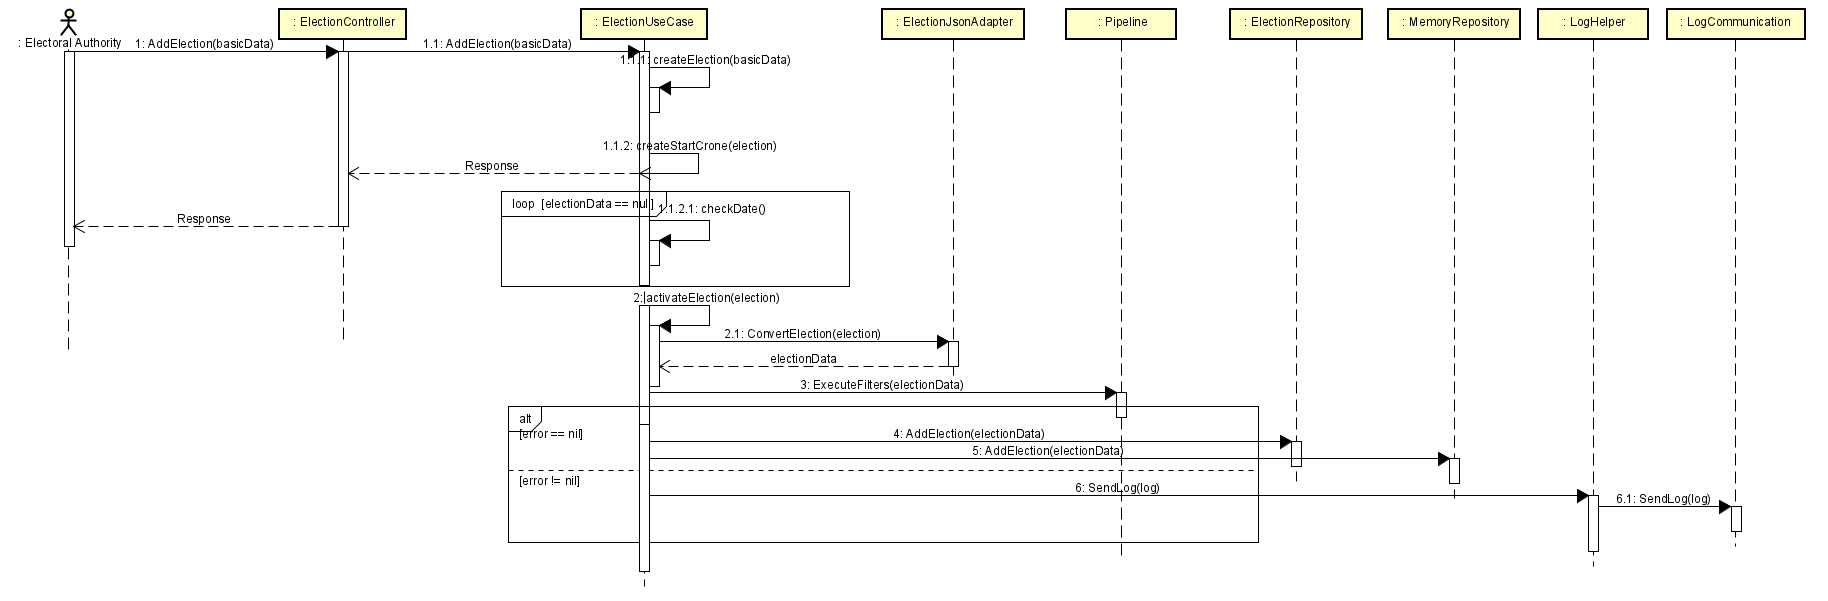 : ElectionController
: ElectionUseCase
: ElectionJsonAdapter
: Pipeline
: ElectionRepository
: MemoryRepository
: LogHelper
: LogCommunication
: Electoral Authority
1: AddElection(basicData)
1.1: AddElection(basicData)
1.1.1: createElection(basicData)
1.1.2: createStartCrone(election)
Response
loop [electionData == null]
1.1.2.1: checkDate()
Response
2: activateElection(election)
2.1: ConvertElection(election)
electionData
3: ExecuteFilters(electionData)
alt
[error == nil]
4: AddElection(electionData)
5: AddElection(electionData)
[error != nil]
6: SendLog(log)
6.1: SendLog(log)